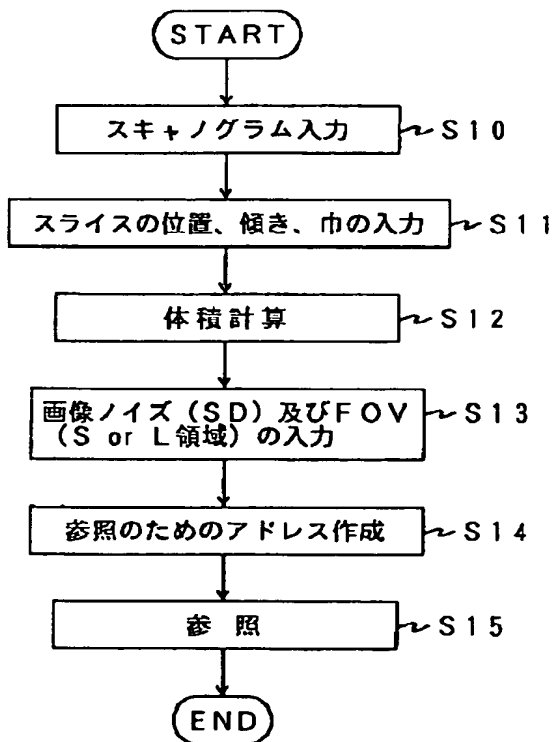 START
スキャノグラム入力 S10
スライスの位置、傾き、巾の入力 S11
体積計算 S12
画像ノイズ(SD)及びFOV S13
(S or L領域)の入力
参照のためのアドレス作成 S14
参照 S15
END